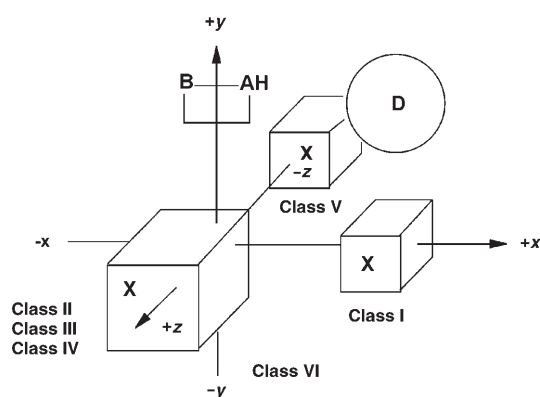 +y
B AH
D
X
-z
Class V
-x
+x
X
X
Class I
+z
Class II
Class III
Class IV
Class VI
-y